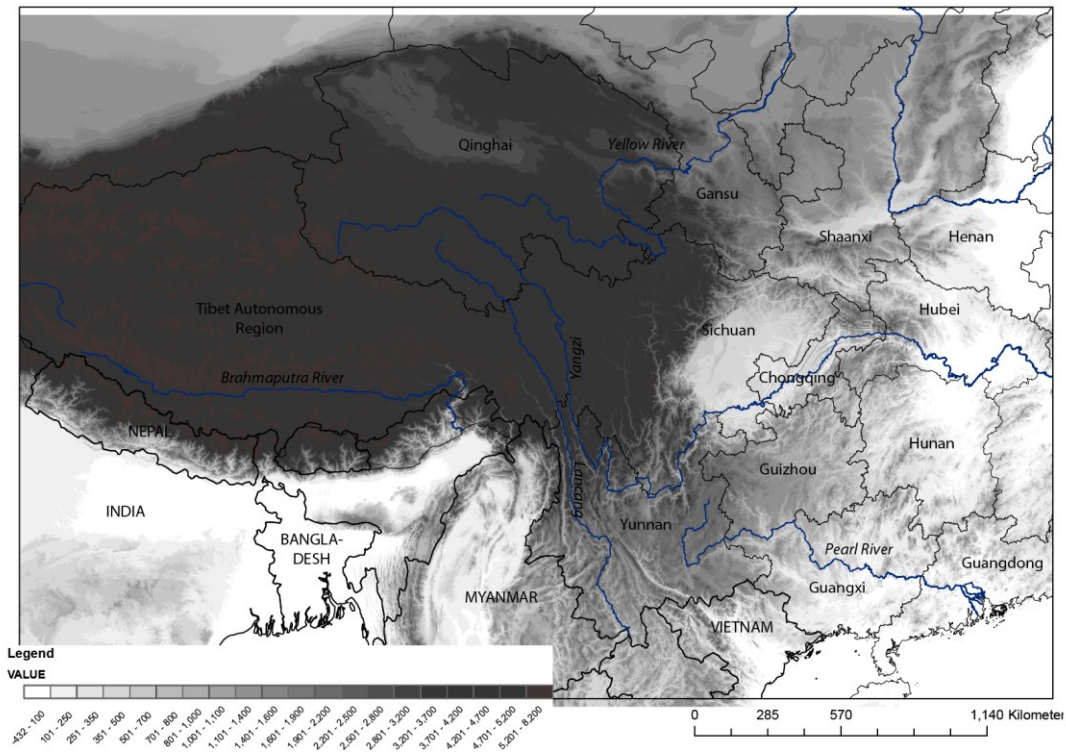 Qinghai
Yellow River
Gansu
Shaanxi
Henan
Hubei
Tibet Autonomous
Region
Sichuan
Yangzi
Chongqing
Brahmaputra River
NEPAL
Hunan
Guizhou
Lancang
INDIA
Yunnan
BANGLA-
DESH
Pearl River
Guangdong
Guangxi
MYANMAR
VIETNAM
Legend
VALUE
-432 - 100
101 - 250
251 - 350
351 - 500
501 - 700
701 - 800
801 - 1,000
1,001 - 1,100
1,101 - 1,400
1,401 - 1,600
1,601 - 1,900
1,901 - 2,200
2,201 - 2,500
2,501 - 2,800
2,801 - 3,200
3,201 - 3,700
3,701 - 4,200
4,201 - 4,700
4,701 - 5,200
5,201 - 8,200
0 285 570 1,140 Kilometer